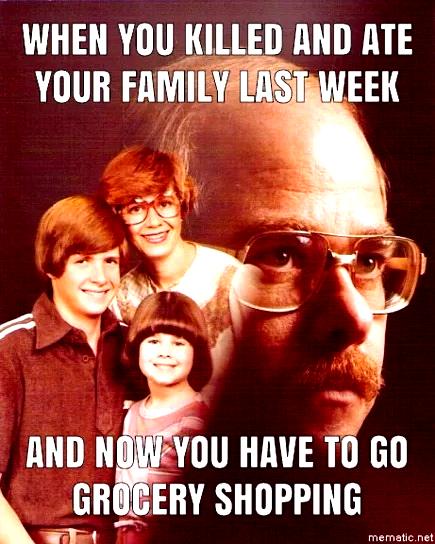 WHEN YOU KILLED AND ATE
YOUR FAMILY LAST WEEK
AND NOW YOU HAVE TO GO
GROCERY SHOPPING
mematic.net